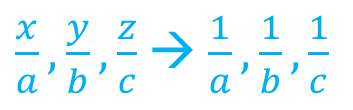 x/a, y/b, z/c → 1/a, 1/b, 1/c